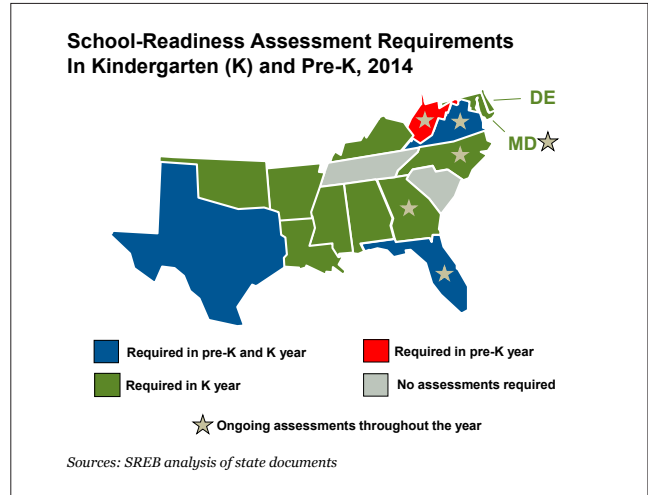 School-Readiness Assessment Requirements
In Kindergarten (K) and Pre-K, 2014
DE
MD
Required in pre-K and K year
Required in pre-K year
Required in K year
No assessments required
Ongoing assessments throughout the year
Sources: SREB analysis of state documents